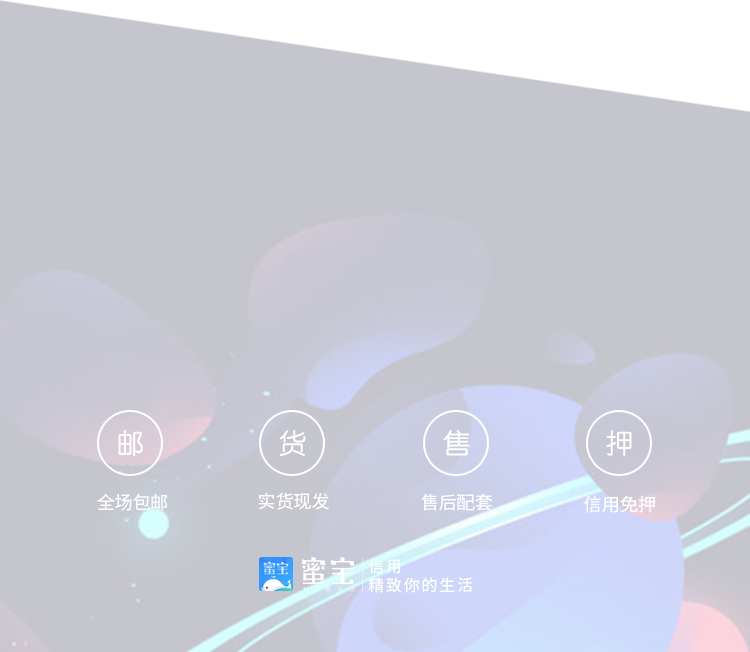 邮 货 售 押
全场包邮 实货现发 售后配套 信用免押
蜜宝
蜜宝 信用
精致你的生活